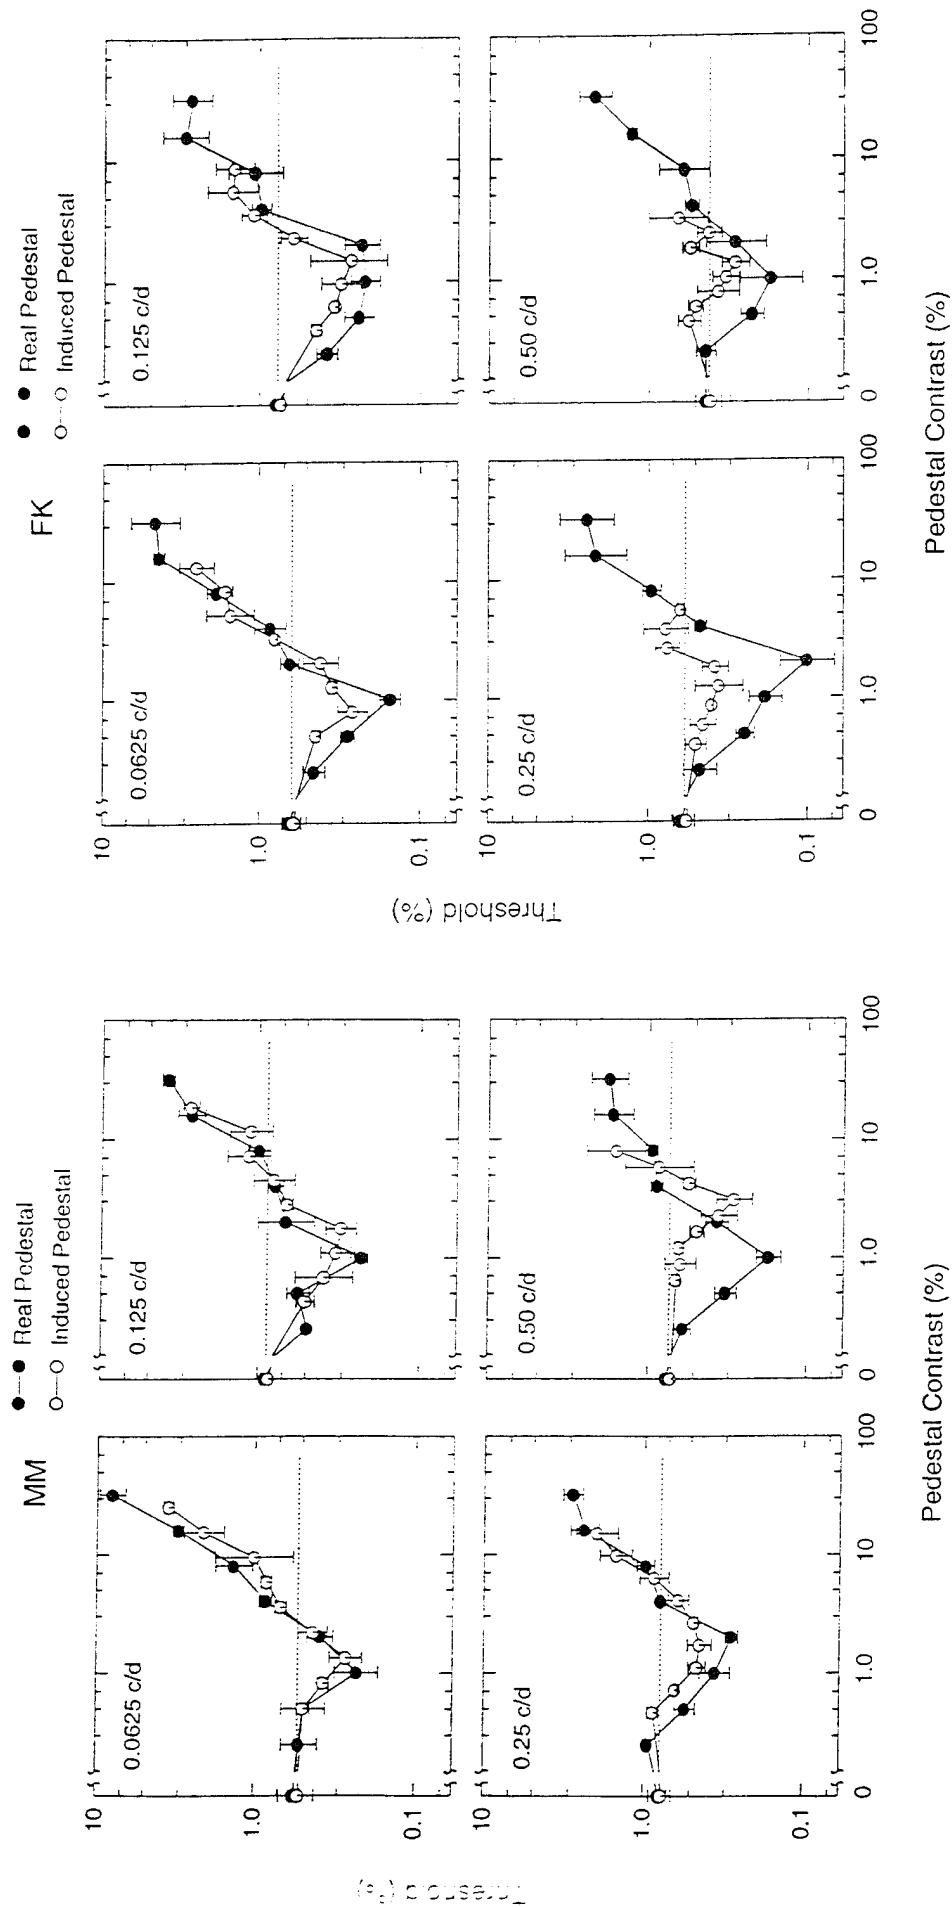 MM
Real Pedestal
Induced Pedestal
0.0625 c/d
0.125 c/d
10
1.0
0.1
0.25 c/d
0.50 c/d
10
1.0
0.1
0 1.0 10 100
0 1.0 10 100
Pedestal Contrast (%)
FK
Real Pedestal
Induced Pedestal
Threshold (%)
0.0625 c/d
0.125 c/d
10
1.0
0.1
0.25 c/d
0.50 c/d
10
1.0
0.1
0 1.0 10 100
0 1.0 10 100
Pedestal Contrast (%)